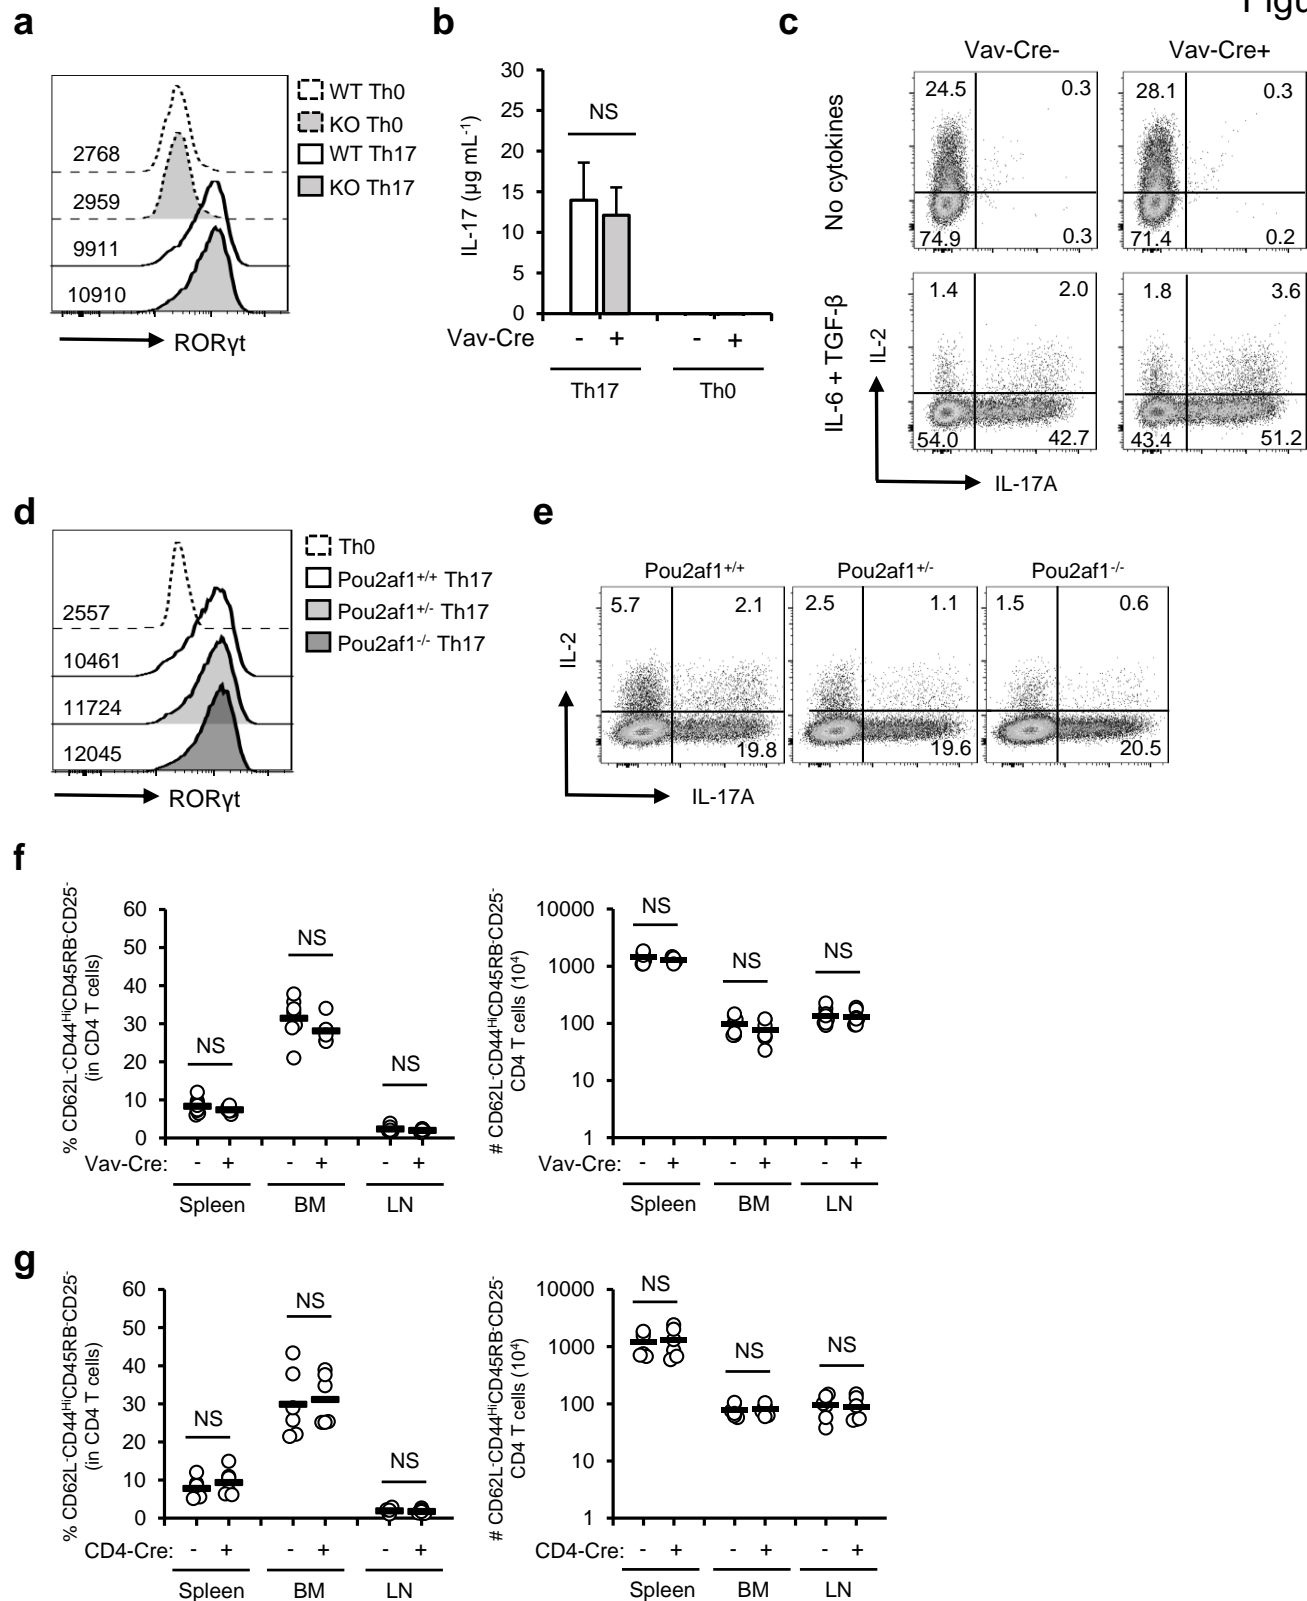 Figu
a
2768
2959
9911
10910
WT Th0
KO Th0
WT Th17
KO Th17
RORγt
b
30
25
20
15
10
5
0
IL-17 (µg mL⁻¹)
NS
Vav-Cre - + - +
Th17 Th0
c
Vav-Cre- Vav-Cre+
No cytokines
24.5 0.3
74.9 0.3
28.1 0.3
71.4 0.2
IL-6 + TGF-β
1.4 2.0
54.0 42.7
1.8 3.6
43.4 51.2
IL-2
IL-17A
d
2557
10461
11724
12045
Th0
Pou2af1⁺/⁺ Th17
Pou2af1⁺/⁻ Th17
Pou2af1⁻/⁻ Th17
RORγt
e
Pou2af1⁺/⁺ Pou2af1⁺/⁻ Pou2af1⁻/⁻
5.7 2.1
19.8
2.5 1.1
19.6
1.5 0.6
20.5
IL-2
IL-17A
f
% CD62L⁻CD44ᴴⁱCD45RB⁻CD25⁻
(in CD4 T cells)
60
50
40
30
20
10
0
NS
NS
NS
Vav-Cre: - + - + - +
Spleen BM LN
# CD62L⁻CD44ᴴⁱCD45RB⁻CD25⁻
CD4 T cells (10⁴)
10000
1000
100
10
1
NS
NS
NS
Vav-Cre: - + - + - +
Spleen BM LN
g
% CD62L⁻CD44ᴴⁱCD45RB⁻CD25⁻
(in CD4 T cells)
60
50
40
30
20
10
0
NS
NS
NS
CD4-Cre: - + - + - +
Spleen BM LN
# CD62L⁻CD44ᴴⁱCD45RB⁻CD25⁻
CD4 T cells (10⁴)
10000
1000
100
10
1
NS
NS
NS
CD4-Cre: - + - + - +
Spleen BM LN